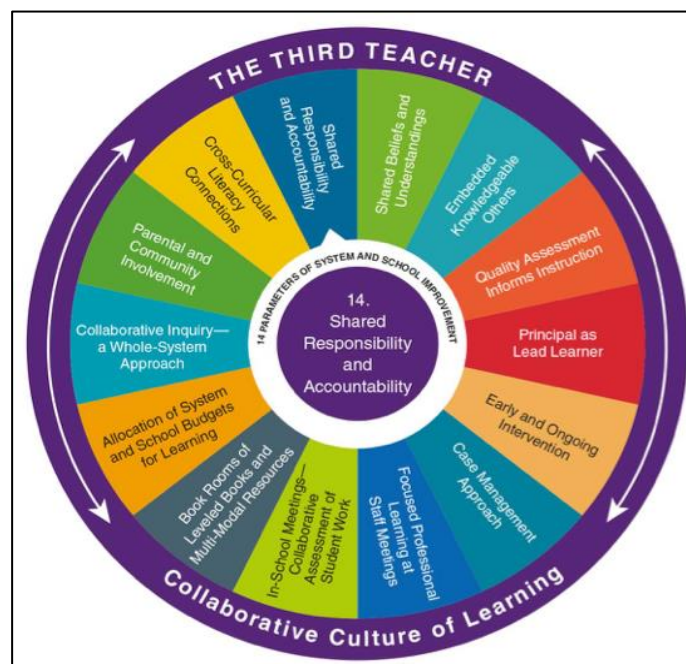 THE THIRD TEACHER
Shared Beliefs and
Understandings
Embedded
Knowledgeable
Others
Quality Assessment
Informs Instruction
Principal as
Lead Learner
Early and Ongoing
Intervention
Case Management
Approach
Focused Professional
Learning at
Staff Meetings
In-School Meetings—
Collaborative
Assessment of
Student Work
Book Rooms of
Leveled Books and
Multi-Modal Resources
Allocation of System
and School Budgets
for Learning
Collaborative Inquiry—
a Whole-System
Approach
Parental and
Community
Involvement
Cross-Curricular
Literacy
Connections
Shared
Responsibility
and Accountability
14 PARAMETERS OF SYSTEM AND SCHOOL IMPROVEMENT
14.
Shared
Responsibility
and
Accountability
Collaborative Culture of Learning